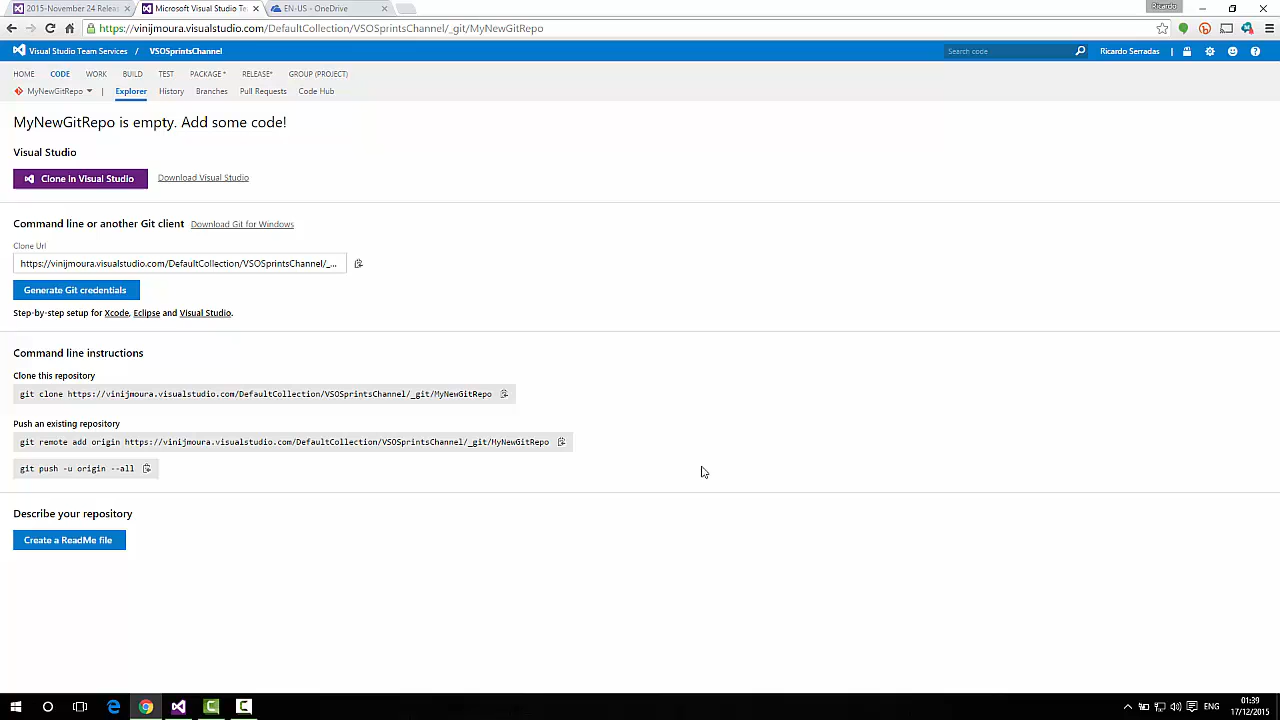 2015-November 24 Relea
Microsoft Visual Studio Te
EN-US - OneDrive
Ricardo
https://vinijmoura.visualstudio.com/DefaultCollection/VSOSprintsChannel/_git/MyNewGitRepo
Visual Studio Team Services / VSOSprintsChannel
Search code
Ricardo Serradas
HOME CODE WORK BUILD TEST PACKAGE* RELEASE* GROUP (PROJECT)
MyNewGitRepo | Explorer History Branches Pull Requests Code Hub
MyNewGitRepo is empty. Add some code!
Visual Studio
Clone in Visual Studio Download Visual Studio
Command line or another Git client Download Git for Windows
Clone Url
https://vinijmoura.visualstudio.com/DefaultCollection/VSOSprintsChannel/_...
Generate Git credentials
Step-by-step setup for Xcode, Eclipse and Visual Studio.
Command line instructions
Clone this repository
git clone https://vinijmoura.visualstudio.com/DefaultCollection/VSOSprintsChannel/_git/MyNewGitRepo
Push an existing repository
git remote add origin https://vinijmoura.visualstudio.com/DefaultCollection/VSOSprintsChannel/_git/MyNewGitRepo
git push -u origin --all
Describe your repository
Create a ReadMe file
ENG
01:39
17/12/2015